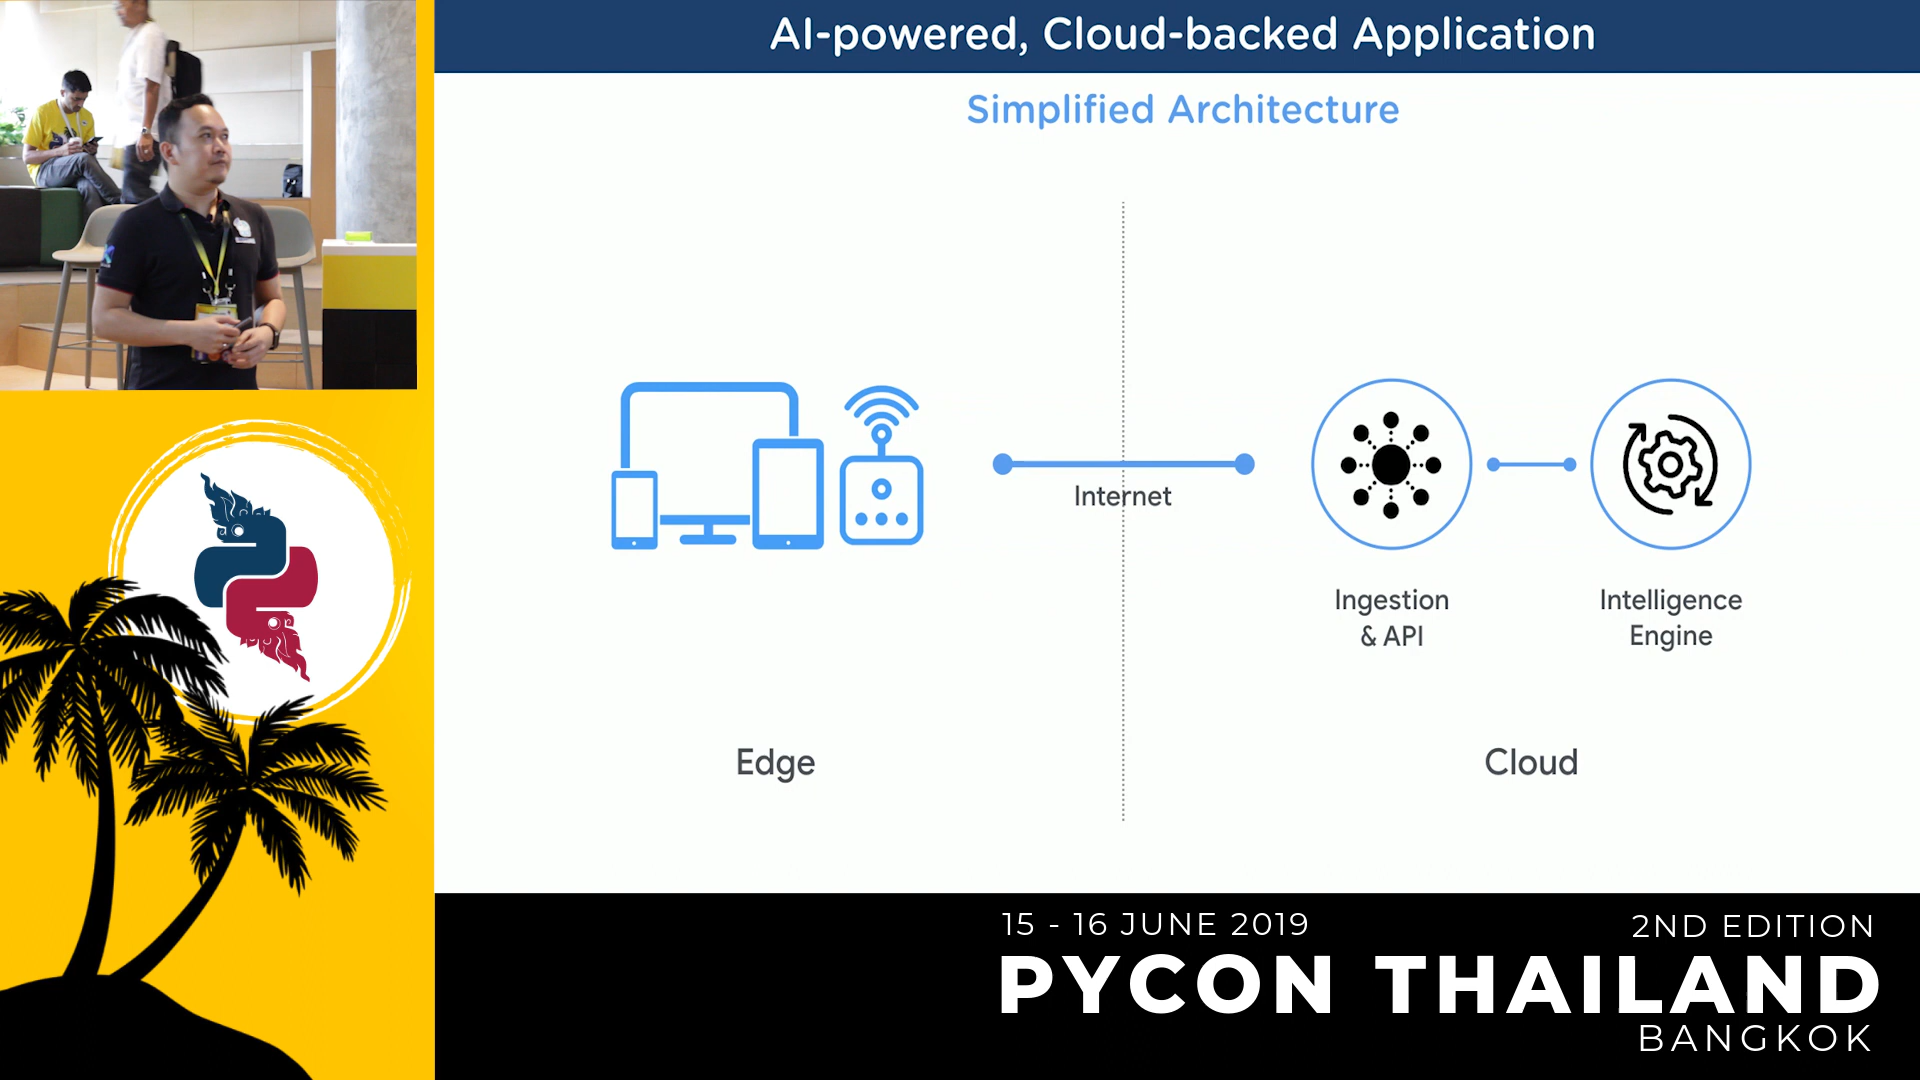 AI-powered, Cloud-backed Application
Simplified Architecture
Internet
Ingestion
& API
Intelligence
Engine
Edge
Cloud
15 - 16 JUNE 2019
2ND EDITION
PYCON THAILAND
BANGKOK